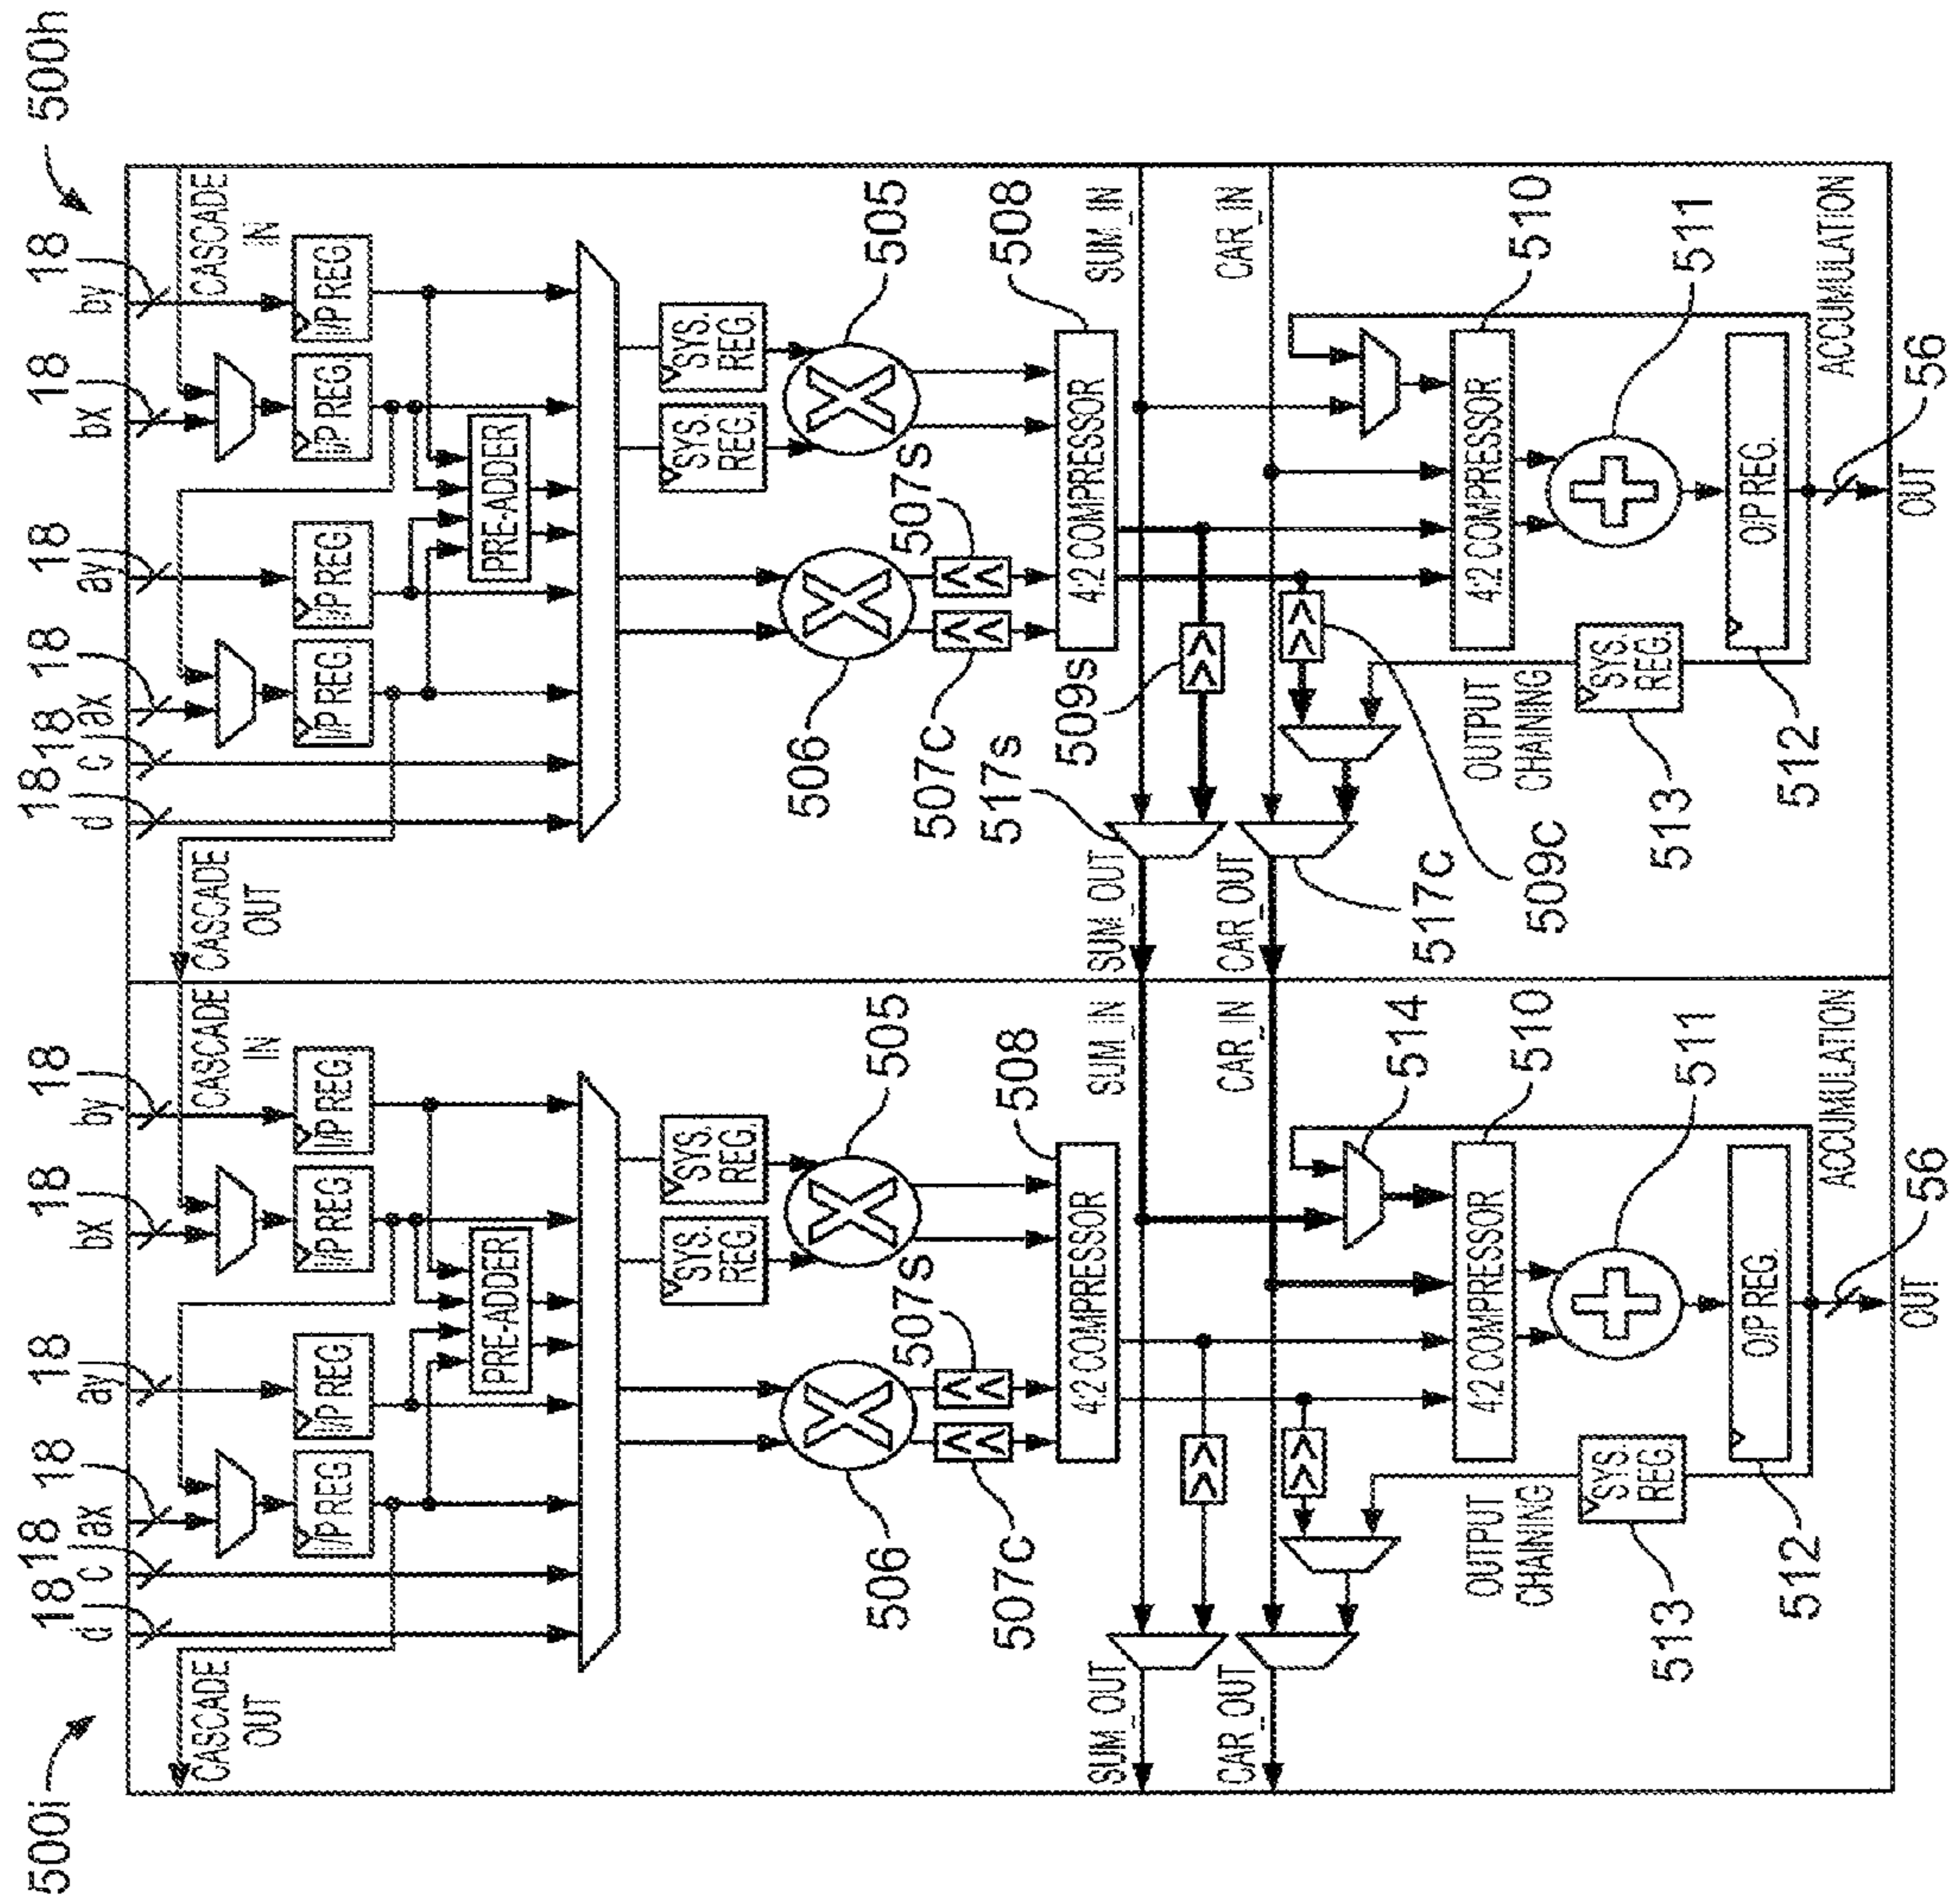 500i
18
18
18
18
18
18
d
c
ax
ay
bx
by
CASCADE
OUT
CASCADE
IN
I/P REG.
I/P REG.
I/P REG.
I/P REG.
PRE-ADDER
SYS.
REG.
SYS.
REG.
506
505
507c
507s
508
4:2 COMPRESSOR
SUM_OUT
SUM_IN
CAR_OUT
CAR_IN
514
OUTPUT
CHAINING
4:2 COMPRESSOR
510
511
SYS.
REG.
513
O/P REG.
512
ACCUMULATION
56
OUT
500h
18
18
18
18
18
18
d
c
ax
ay
bx
by
CASCADE
OUT
CASCADE
IN
I/P REG.
I/P REG.
I/P REG.
I/P REG.
PRE-ADDER
SYS.
REG.
SYS.
REG.
506
505
507c
507s
517s
509s
508
4:2 COMPRESSOR
SUM_OUT
SUM_IN
CAR_OUT
CAR_IN
517c
509c
OUTPUT
CHAINING
4:2 COMPRESSOR
510
511
SYS.
REG.
513
O/P REG.
512
ACCUMULATION
56
OUT